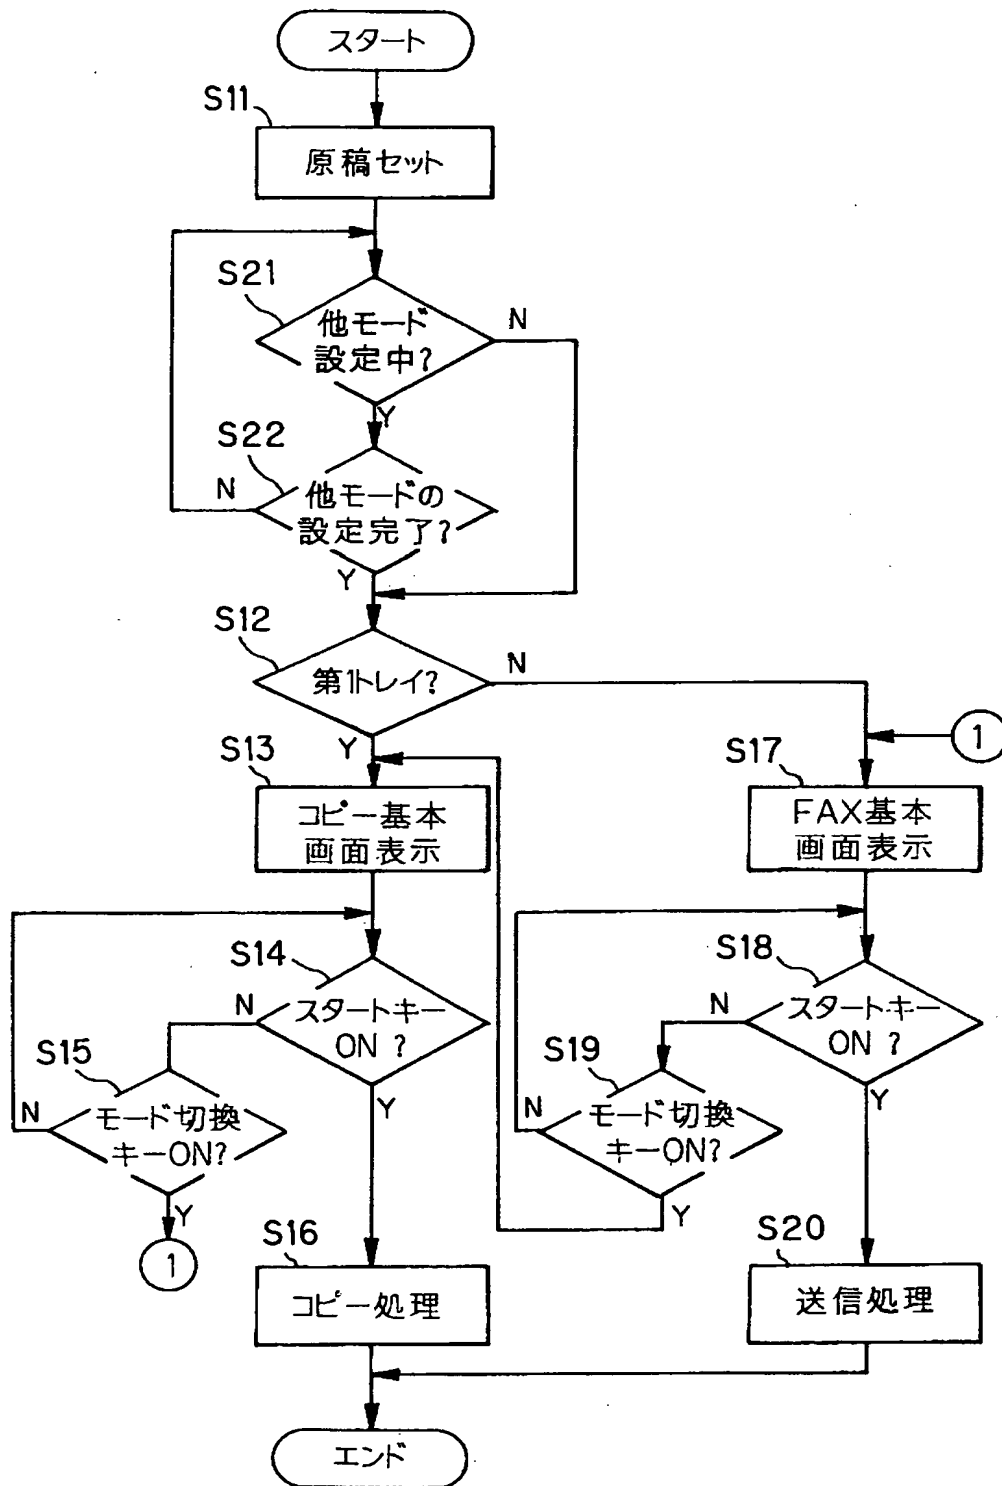 スタート
S11
原稿セット
S21
他モード
設定中?
N
Y
S22
他モードの
設定完了?
N
Y
S12
第1トレイ?
N
Y
1
S13
コピー基本
画面表示
S17
FAX基本
画面表示
S14
スタートキー
ON?
N
Y
S18
スタートキー
ON?
N
Y
S15
モード切換
キーON?
N
Y
1
S19
モード切換
キーON?
N
Y
S16
コピー処理
S20
送信処理
エンド